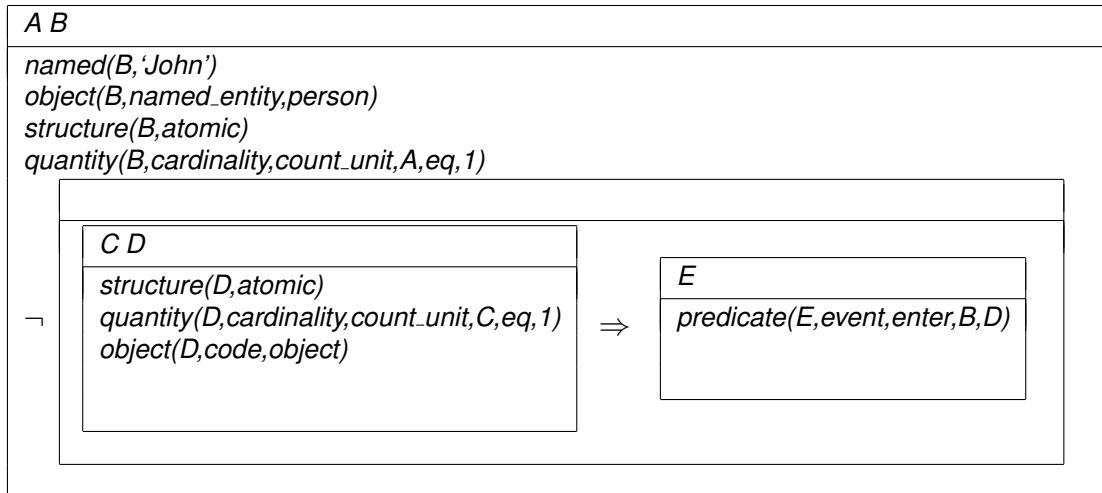 A B
named(B,‘John’)
object(B,named_entity,person)
structure(B,atomic)
quantity(B,cardinality,count_unit,A,eq,1)
¬
C D
structure(D,atomic)
quantity(D,cardinality,count_unit,C,eq,1)
object(D,code,object)
⇒
E
predicate(E,event,enter,B,D)